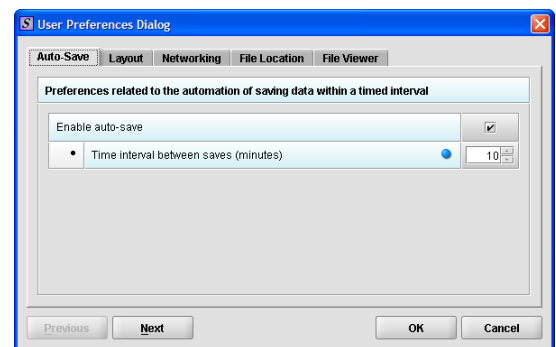 S User Preferences Dialog
Auto-Save Layout Networking File Location File Viewer
Preferences related to the automation of saving data within a timed interval
Enable auto-save
• Time interval between saves (minutes) 10
Previous Next OK Cancel